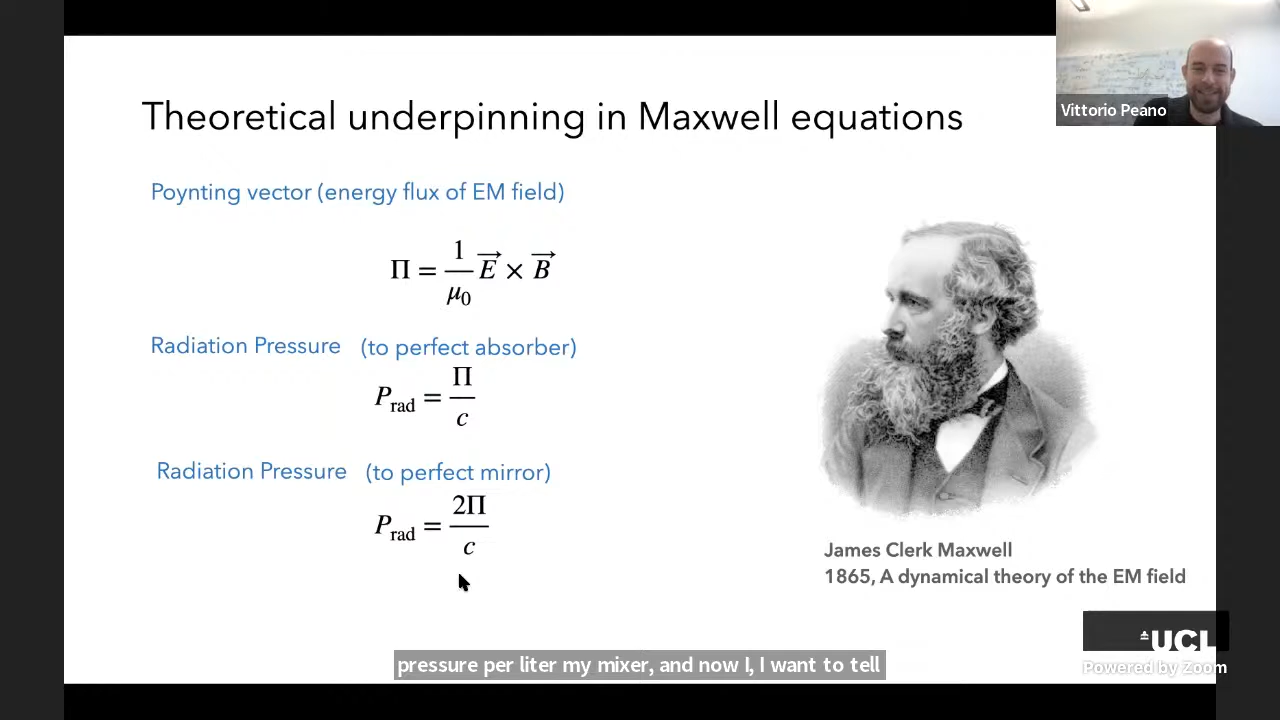 Theoretical underpinning in Maxwell equations
Vittorio Peano
Poynting vector (energy flux of EM field)
Π = 1/μ₀ E⃗ × B⃗
Radiation Pressure (to perfect absorber)
P_rad = Π/c
Radiation Pressure (to perfect mirror)
P_rad = 2Π/c
James Clerk Maxwell
1865, A dynamical theory of the EM field
UCL
Powered by Zoom
pressure per liter my mixer, and now I, I want to tell